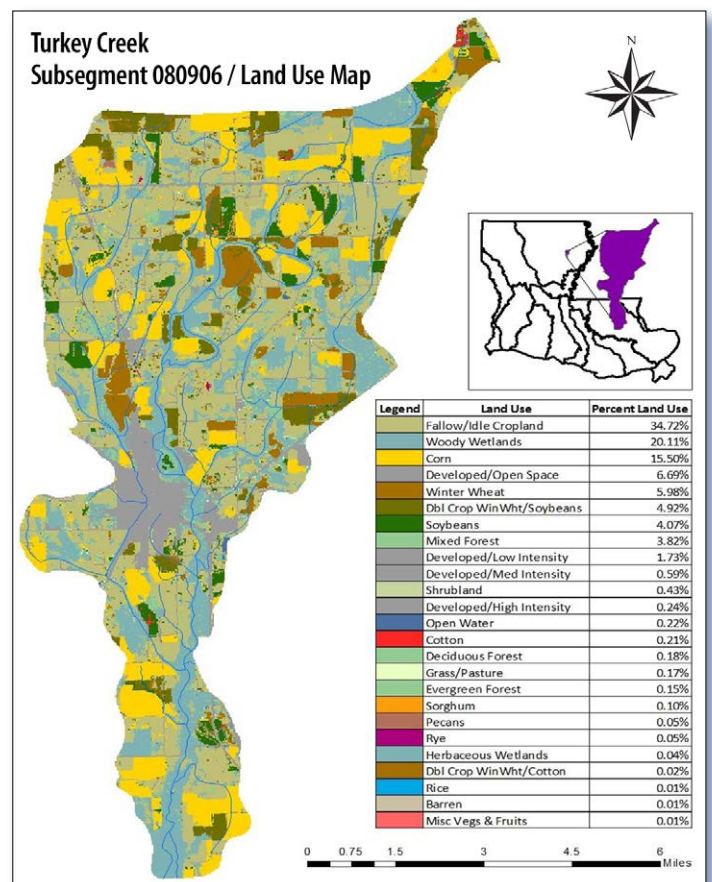 Turkey Creek
Subsegment 080906 / Land Use Map
N
Legend Land Use Percent Land Use
Fallow/Idle Cropland 34.72%
Woody Wetlands 20.11%
Corn 15.50%
Developed/Open Space 6.69%
Winter Wheat 5.98%
Dbl Crop WinWht/Soybeans 4.92%
Soybeans 4.07%
Mixed Forest 3.82%
Developed/Low Intensity 1.73%
Developed/Med Intensity 0.59%
Shrubland 0.43%
Developed/High Intensity 0.24%
Open Water 0.22%
Cotton 0.21%
Deciduous Forest 0.18%
Grass/Pasture 0.17%
Evergreen Forest 0.15%
Sorghum 0.10%
Pecans 0.05%
Rye 0.05%
Herbaceous Wetlands 0.04%
Dbl Crop WinWht/Cotton 0.02%
Rice 0.01%
Barren 0.01%
Misc Vegs & Fruits 0.01%
0 0.75 1.5 3 4.5 6
Miles